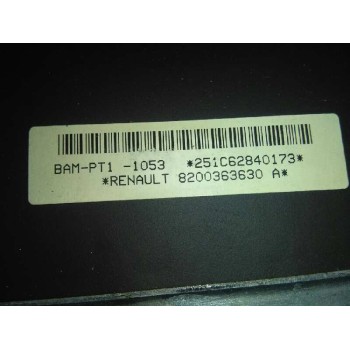 BAM-PT1 -1053 *251C62840173*
*RENAULT 8200363630 A*